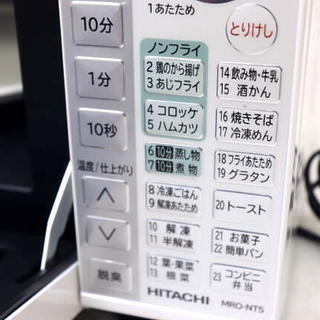 1あたため
とりけし
10分
1分
10秒
温度/仕上がり
脱臭
ノンフライ
2 鶏のから揚げ
3 あじフライ
4 コロッケ
5 ハムカツ
6 10分 蒸し物
7 10分 煮物
8 冷凍ごはん
9 解凍あたため
10 解凍
11 半解凍
12 葉・果菜
13 根菜
14 飲み物・牛乳
15 酒かん
16 焼きそば
17 冷凍めん
18 フライあたため
19 グラタン
20 トースト
21 お菓子
22 簡単パン
23 コンビニ
弁当
HITACHI
MRO-NT5